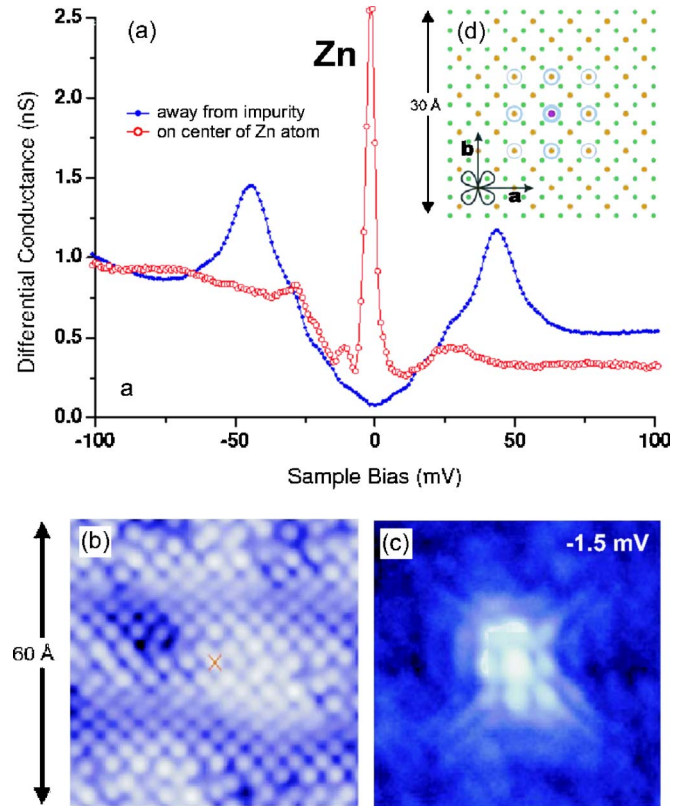 (a)
Zn
away from impurity
on center of Zn atom
Differential Conductance (nS)
2.5
2.0
1.5
1.0
0.5
0.0
a
-100
-50
0
50
100
Sample Bias (mV)
(d)
30 Å
b
a
(b)
60 Å
(c)
-1.5 mV